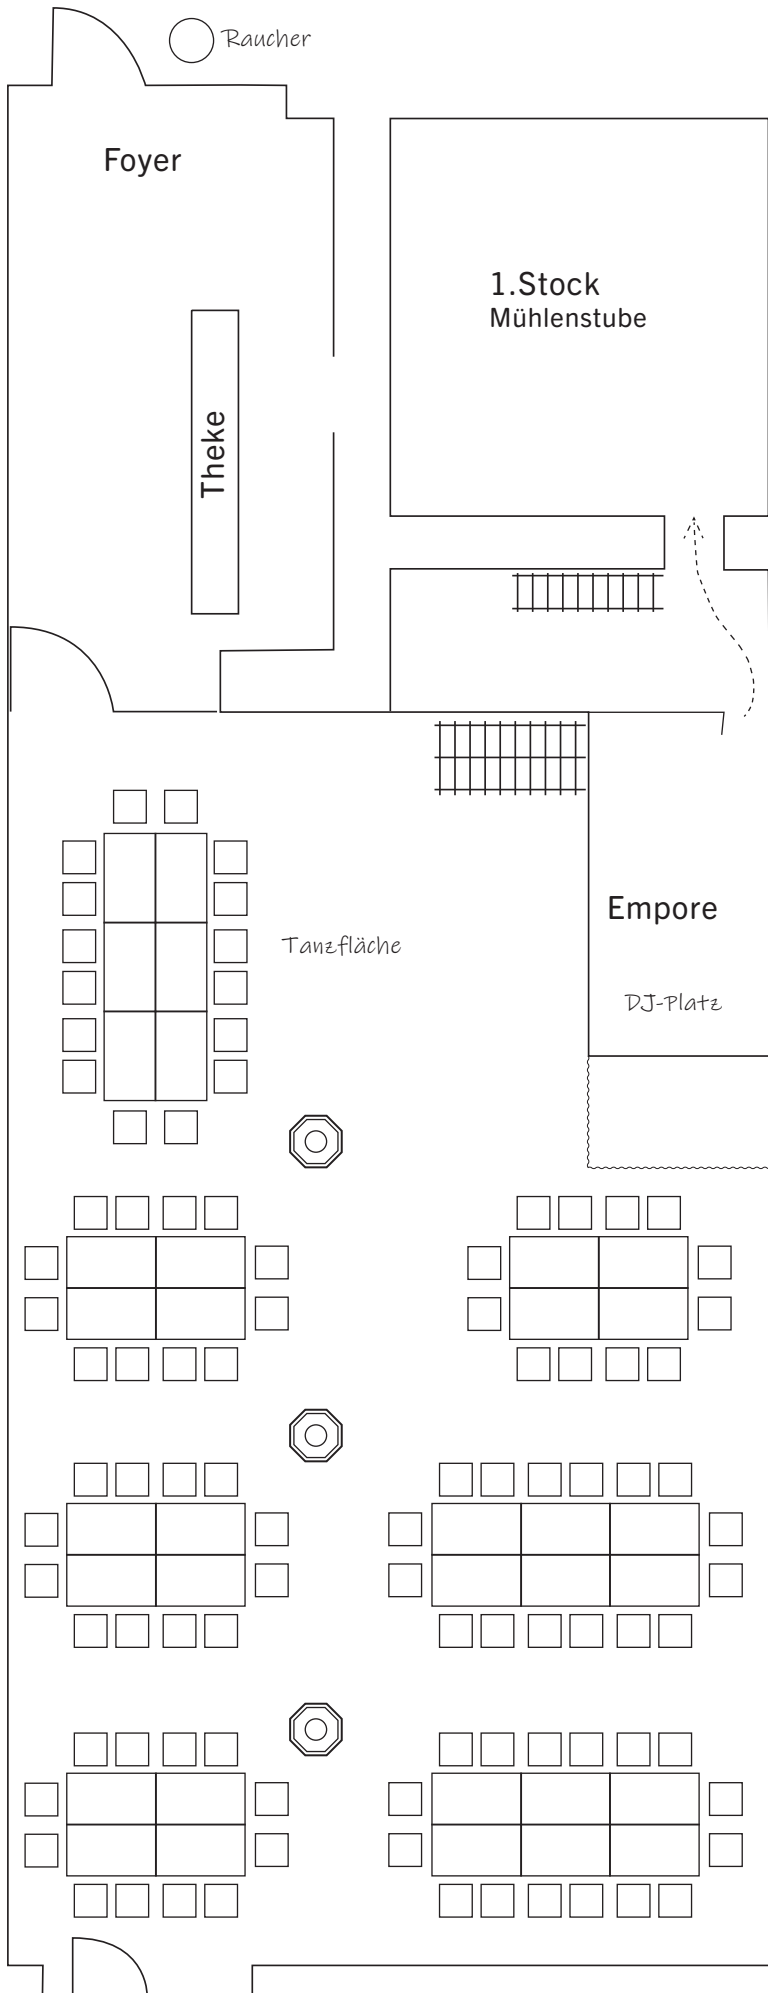 Raucher
Foyer
1.Stock
Mühlenstube
Theke
Empore
Tanzfläche
DJ-Platz